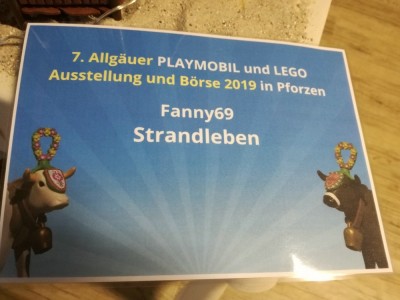 7. Allgäuer PLAYMOBIL und LEGO
Ausstellung und Börse 2019 in Pforzen
Fanny69
Strandleben